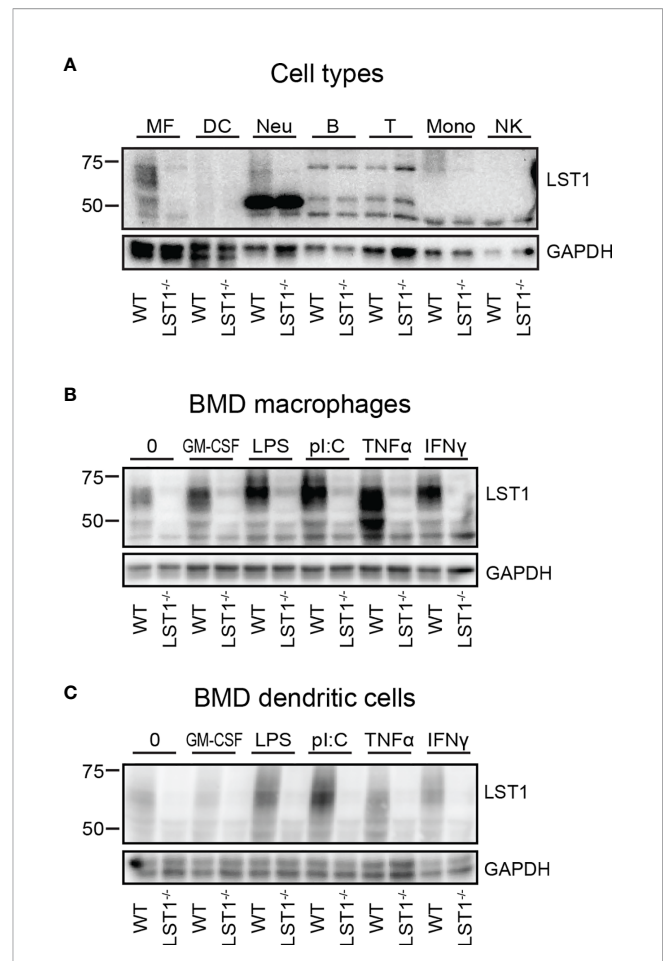 A
Cell types
MF DC Neu B T Mono NK
75
50
LST1
GAPDH
WT LST1-/- WT LST1-/- WT LST1-/- WT LST1-/- WT LST1-/- WT LST1-/- WT LST1-/-
B
BMD macrophages
0 GM-CSF LPS pI:C TNFα IFNγ
75
50
LST1
GAPDH
WT LST1-/- WT LST1-/- WT LST1-/- WT LST1-/- WT LST1-/- WT LST1-/-
C
BMD dendritic cells
0 GM-CSF LPS pI:C TNFα IFNγ
75
50
LST1
GAPDH
WT LST1-/- WT LST1-/- WT LST1-/- WT LST1-/- WT LST1-/- WT LST1-/-